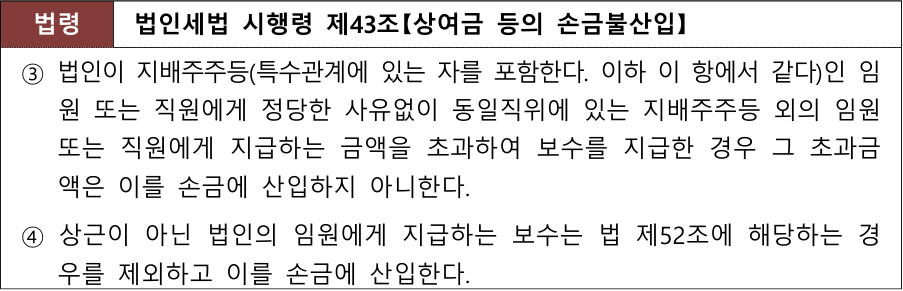 법령 법인세법 시행령 제43조【상여금 등의 손금불산입】
③ 법인이 지배주주등(특수관계에 있는 자를 포함한다. 이하 이 항에서 같다)인 임
원 또는 직원에게 정당한 사유없이 동일직위에 있는 지배주주등 외의 임원
또는 직원에게 지급하는 금액을 초과하여 보수를 지급한 경우 그 초과금
액은 이를 손금에 산입하지 아니한다.
④ 상근이 아닌 법인의 임원에게 지급하는 보수는 법 제52조에 해당하는 경
우를 제외하고 이를 손금에 산입한다.